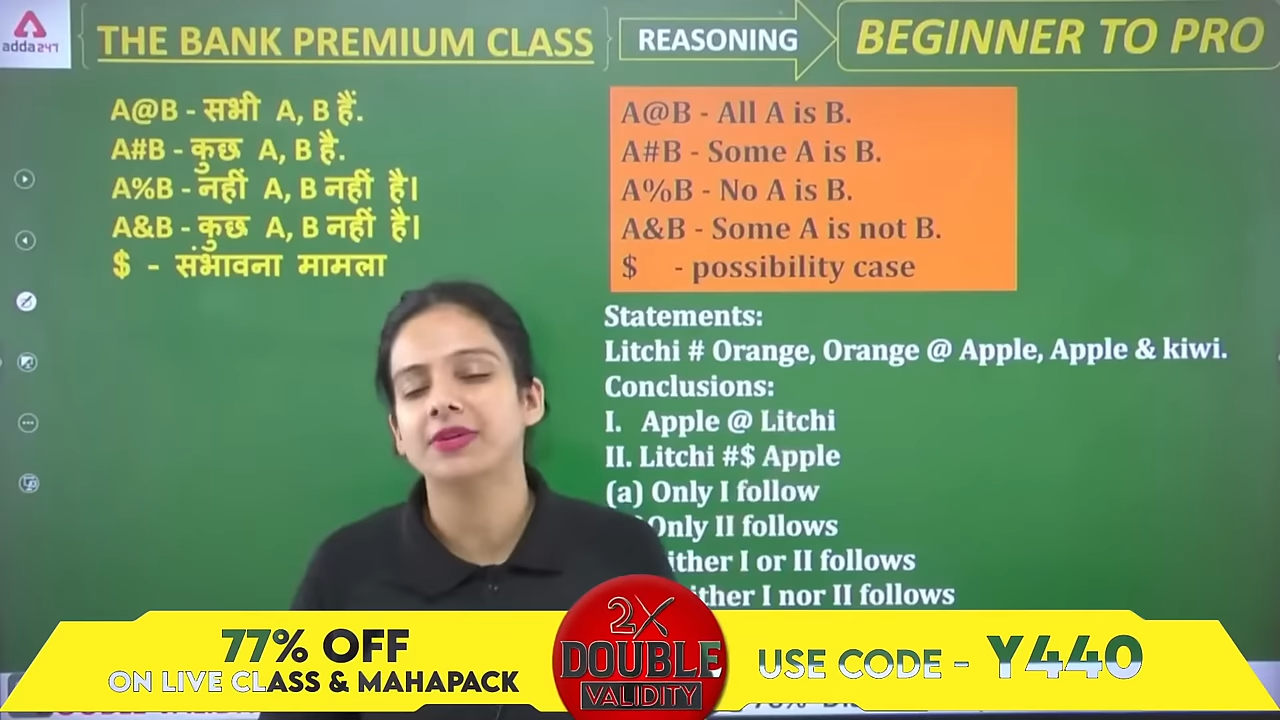 adda247
THE BANK PREMIUM CLASS
REASONING
BEGINNER TO PRO
A@B - सभी A, B हैं.
A#B - कुछ A, B है.
A%B - नहीं A, B नहीं है।
A&B - कुछ A, B नहीं है।
$ - संभावना मामला
A@B - All A is B.
A#B - Some A is B.
A%B - No A is B.
A&B - Some A is not B.
$ - possibility case
Statements:
Litchi # Orange, Orange @ Apple, Apple & kiwi.
Conclusions:
I. Apple @ Litchi
II. Litchi #$ Apple
(a) Only I follow
Only II follows
ither I or II follows
ither I nor II follows
77% OFF
ON LIVE CLASS & MAHAPACK
2X
DOUBLE
VALIDITY
USE CODE - Y440